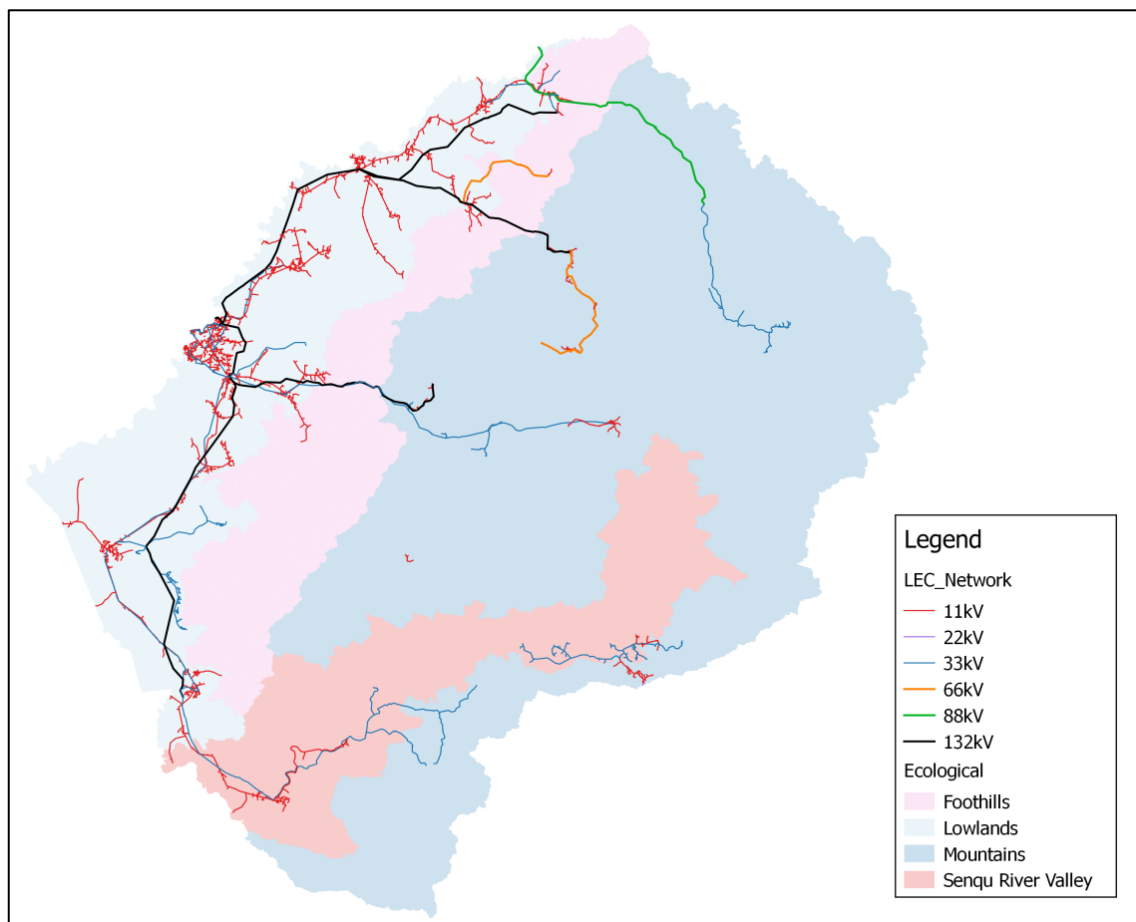 Legend
LEC_Network
11kV
22kV
33kV
66kV
88kV
132kV
Ecological
Foothills
Lowlands
Mountains
Senqu River Valley